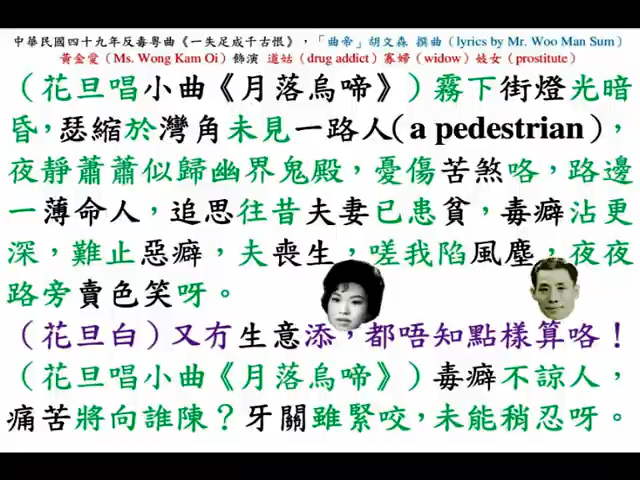 中華民國四十九年反毒粵曲《一失足成千古恨》，「曲帝」胡文森 撰曲（lyrics by Mr. Woo Man Sum）
黃金愛（Ms. Wong Kam Oi）飾演 道姑（drug addict）寡婦（widow）妓女（prostitute）
（花旦唱小曲《月落烏啼》）霧下街燈光暗
昏，瑟縮於灣角未見一路人（a pedestrian），
夜靜蕭蕭似歸幽界鬼殿，憂傷苦煞咯，路邊
一薄命人，追思往昔夫妻已患貧，毒癖沾更
深，難止惡癖，夫喪生，嗟我陷風塵，夜夜
路旁賣色笑呀。
（花旦白）又冇生意添，都唔知點樣算咯！
（花旦唱小曲《月落烏啼》）毒癖不諒人，
痛苦將向誰陳？牙關雖緊咬，未能稍忍呀。